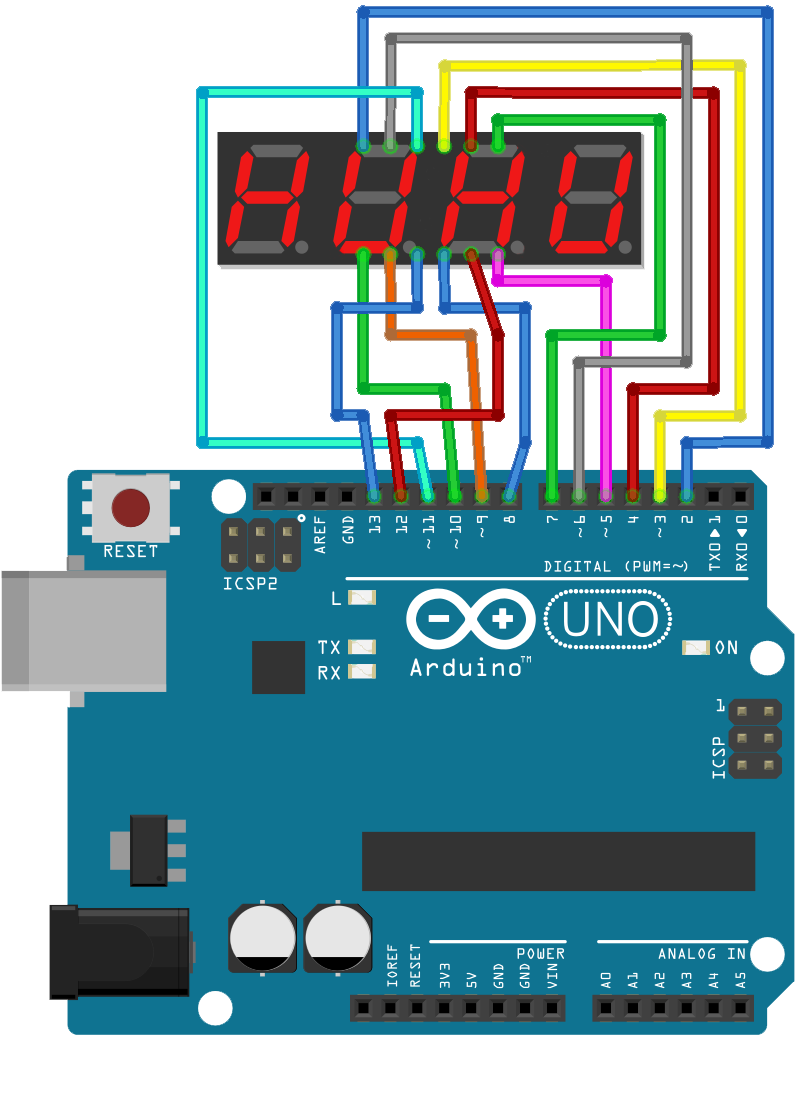 RESET
ICSP2
AREF
GND
13
12
~11
~10
~9
8
7
~6
~5
4
~3
2
TX0▶1
RX0◀0
DIGITAL (PWM=~)
L
TX
RX
Arduino™
UNO
ON
1
ICSP
POWER
ANALOG IN
IOREF
RESET
3V3
5V
GND
GND
VIN
A0
A1
A2
A3
A4
A5